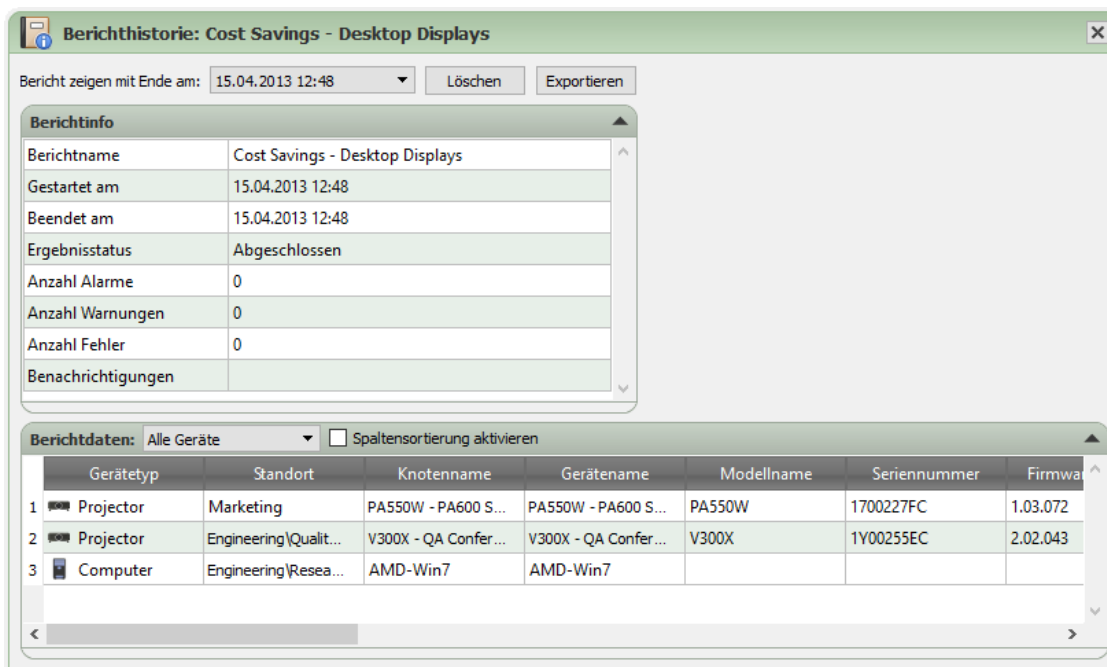 Berichthistorie: Cost Savings - Desktop Displays
Bericht zeigen mit Ende am: 15.04.2013 12:48 Löschen Exportieren
Berichtinfo
Berichtname Cost Savings - Desktop Displays
Gestartet am 15.04.2013 12:48
Beendet am 15.04.2013 12:48
Ergebnisstatus Abgeschlossen
Anzahl Alarme 0
Anzahl Warnungen 0
Anzahl Fehler 0
Benachrichtigungen
Berichtdaten: Alle Geräte Spaltensortierung aktivieren
Gerätetyp Standort Knotenname Gerätename Modellname Seriennummer Firmwar
1 Projector Marketing PA550W - PA600 S... PA550W - PA600 S... PA550W 1700227FC 1.03.072
2 Projector Engineering\Qualit... V300X - QA Confer... V300X - QA Confer... V300X 1Y00255EC 2.02.043
3 Computer Engineering\Resea... AMD-Win7 AMD-Win7